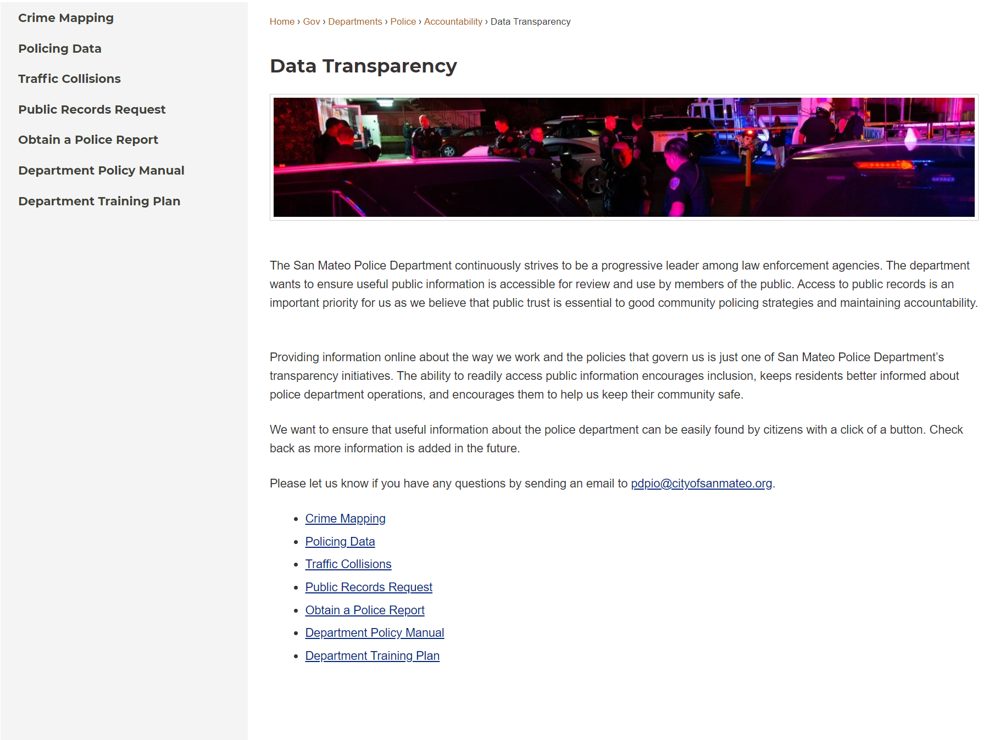 Crime Mapping
Policing Data
Traffic Collisions
Public Records Request
Obtain a Police Report
Department Policy Manual
Department Training Plan
Home › Gov › Departments › Police › Accountability › Data Transparency
Data Transparency
LUCKY
The San Mateo Police Department continuously strives to be a progressive leader among law enforcement agencies. The department
wants to ensure useful public information is accessible for review and use by members of the public. Access to public records is an
important priority for us as we believe that public trust is essential to good community policing strategies and maintaining accountability.
Providing information online about the way we work and the policies that govern us is just one of San Mateo Police Department’s
transparency initiatives. The ability to readily access public information encourages inclusion, keeps residents better informed about
police department operations, and encourages them to help us keep their community safe.
We want to ensure that useful information about the police department can be easily found by citizens with a click of a button. Check
back as more information is added in the future.
Please let us know if you have any questions by sending an email to pdpio@cityofsanmateo.org.
• Crime Mapping
• Policing Data
• Traffic Collisions
• Public Records Request
• Obtain a Police Report
• Department Policy Manual
• Department Training Plan